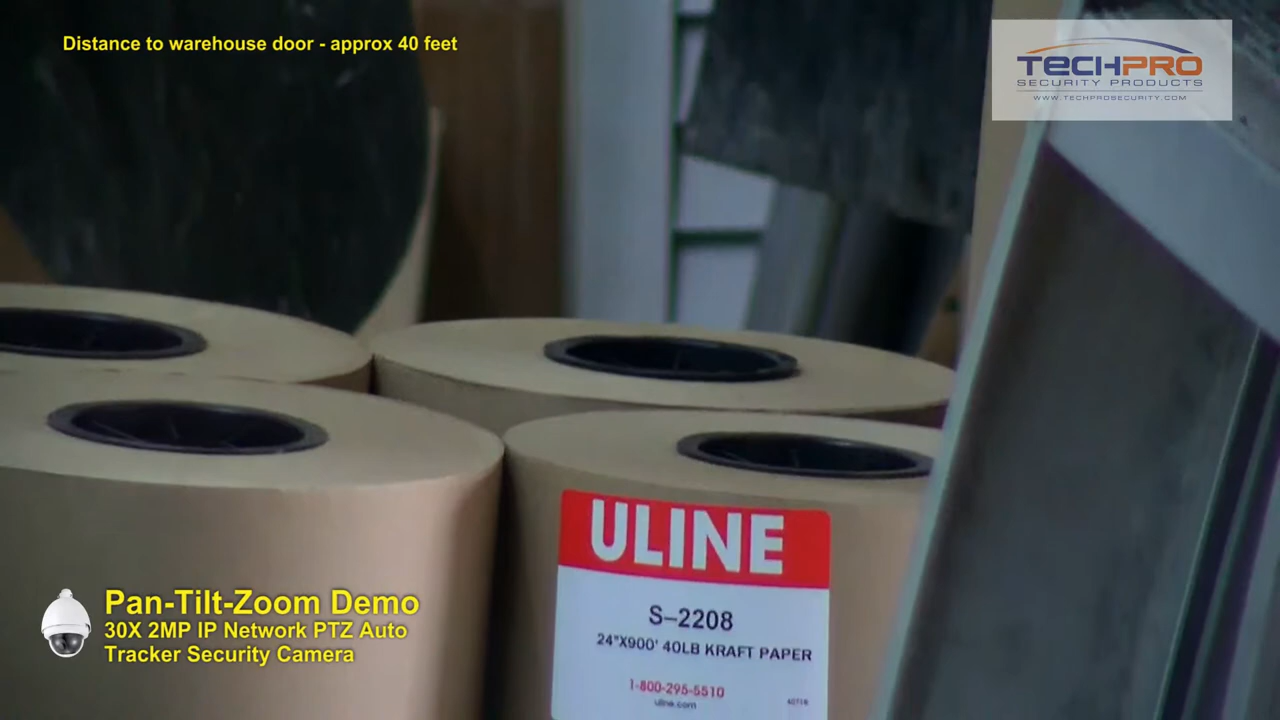 Distance to warehouse door - approx 40 feet
TECHPRO
SECURITY PRODUCTS
WWW.TECHPROSECURITY.COM
ULINE
S-2208
24"X900' 40LB KRAFT PAPER
1-800-295-5510
uline.com
Pan-Tilt-Zoom Demo
30X 2MP IP Network PTZ Auto
Tracker Security Camera